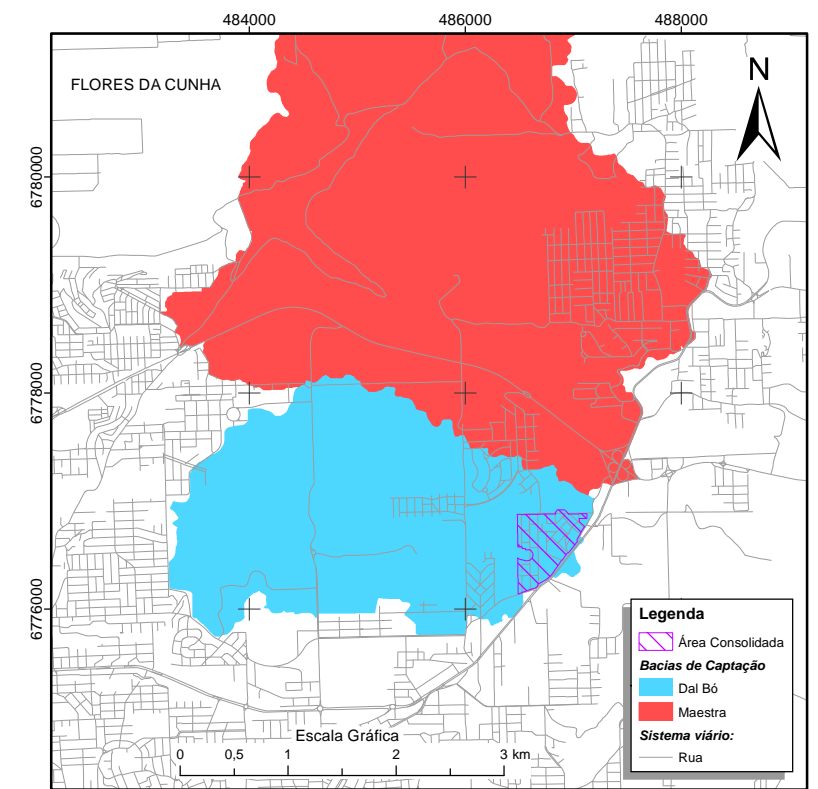 484000 486000 488000
FLORES DA CUNHA
N
6780000
6778000
6776000
Legenda
Área Consolidada
Bacias de Captação
Dal Bó
Maestra
Sistema viário:
Rua
Escala Gráfica
0 0,5 1 2 3 km